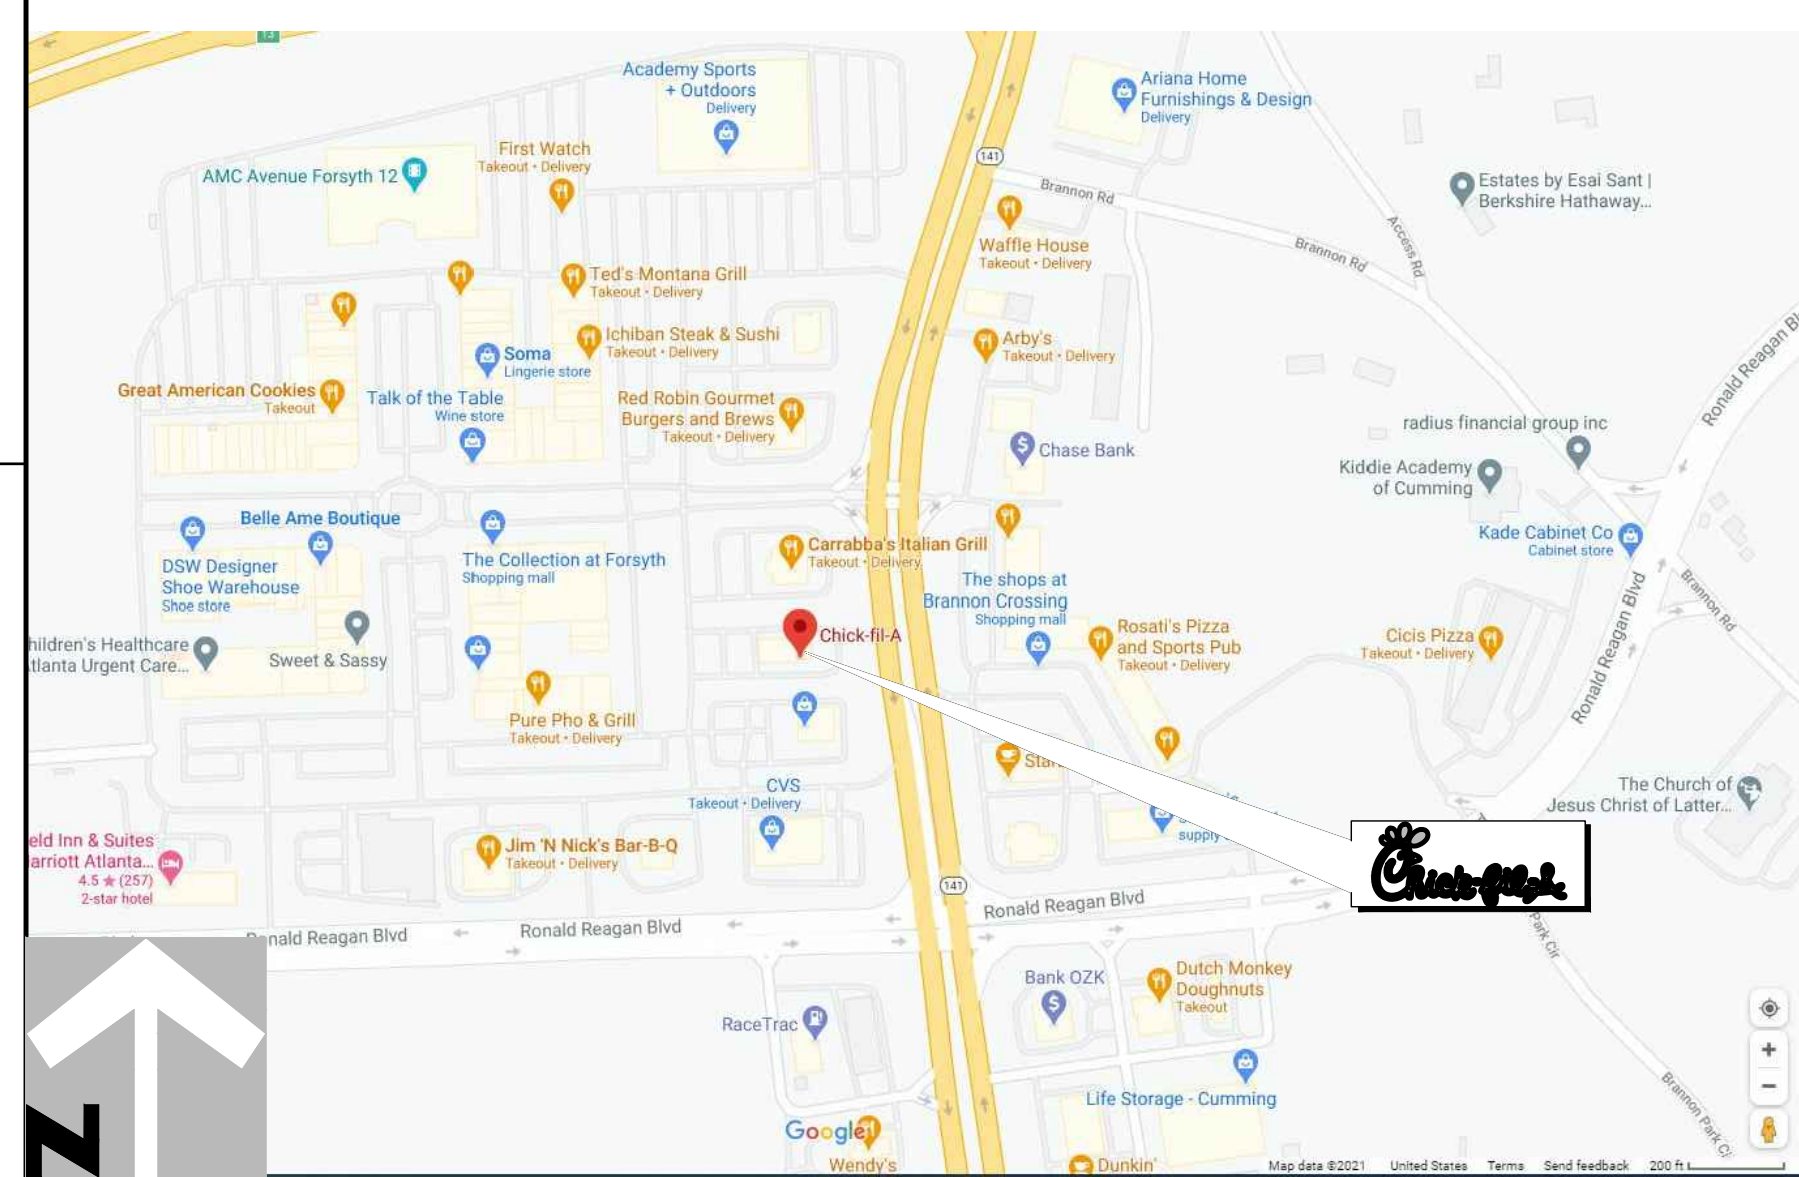 13
Academy Sports
+ Outdoors
Delivery
Ariana Home
Furnishings & Design
Delivery
First Watch
Takeout • Delivery
AMC Avenue Forsyth 12
141
Brannon Rd
Estates by Esai Sant |
Berkshire Hathaway...
Access Rd
Waffle House
Takeout • Delivery
Brannon Rd
Ted's Montana Grill
Takeout • Delivery
Ichiban Steak & Sushi
Takeout • Delivery
Arby's
Takeout • Delivery
Soma
Lingerie store
Great American Cookies
Takeout
Talk of the Table
Wine store
Red Robin Gourmet
Burgers and Brews
Takeout • Delivery
Ronald Reagan Bl
radius financial group inc
Chase Bank
Kiddie Academy
of Cumming
Belle Ame Boutique
DSW Designer
Shoe Warehouse
Shoe store
The Collection at Forsyth
Shopping mall
Carrabba's Italian Grill
Takeout • Delivery
Kade Cabinet Co
Cabinet store
The shops at
Brannon Crossing
Shopping mall
Brannon Rd
Ronald Reagan Blvd
hildren's Healthcare
tlanta Urgent Care...
Sweet & Sassy
Chick-fil-A
Rosati's Pizza
and Sports Pub
Takeout • Delivery
Cicis Pizza
Takeout • Delivery
Pure Pho & Grill
Takeout • Delivery
Star
CVS
Takeout • Delivery
The Church of
Jesus Christ of Latter...
supply
eld Inn & Suites
arriott Atlanta...
4.5 ★ (257)
2-star hotel
Jim 'N Nick's Bar-B-Q
Takeout • Delivery
Chick-fil-A
141
Ronald Reagan Blvd
Ronald Reagan Blvd
Ronald Reagan Blvd
Park Cir
Bank OZK
Dutch Monkey
Doughnuts
Takeout
RaceTrac
Life Storage - Cumming
Brannon Park Ci
N
Google
Wendy's
Dunkin'
Map data ©2021 United States Terms Send feedback 200 ft